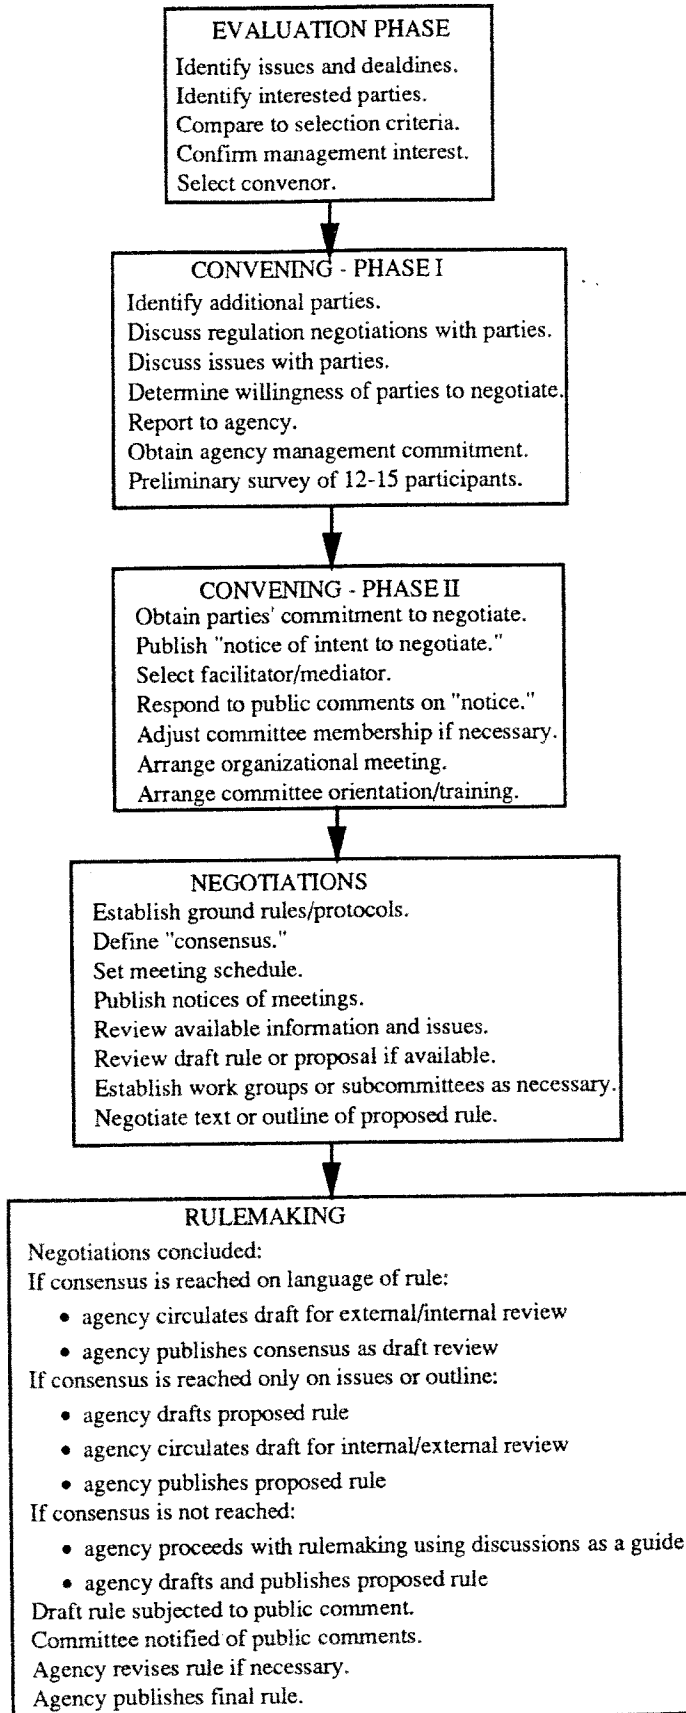 EVALUATION PHASE
Identify issues and dealdines.
Identify interested parties.
Compare to selection criteria.
Confirm management interest.
Select convenor.
CONVENING - PHASE I
Identify additional parties.
Discuss regulation negotiations with parties.
Discuss issues with parties.
Determine willingness of parties to negotiate.
Report to agency.
Obtain agency management commitment.
Preliminary survey of 12-15 participants.
CONVENING - PHASE II
Obtain parties' commitment to negotiate.
Publish "notice of intent to negotiate."
Select facilitator/mediator.
Respond to public comments on "notice."
Adjust committee membership if necessary.
Arrange organizational meeting.
Arrange committee orientation/training.
NEGOTIATIONS
Establish ground rules/protocols.
Define "consensus."
Set meeting schedule.
Publish notices of meetings.
Review available information and issues.
Review draft rule or proposal if available.
Establish work groups or subcommittees as necessary.
Negotiate text or outline of proposed rule.
RULEMAKING
Negotiations concluded:
If consensus is reached on language of rule:
• agency circulates draft for external/internal review
• agency publishes consensus as draft review
If consensus is reached only on issues or outline:
• agency drafts proposed rule
• agency circulates draft for internal/external review
• agency publishes proposed rule
If consensus is not reached:
• agency proceeds with rulemaking using discussions as a guide
• agency drafts and publishes proposed rule
Draft rule subjected to public comment.
Committee notified of public comments.
Agency revises rule if necessary.
Agency publishes final rule.